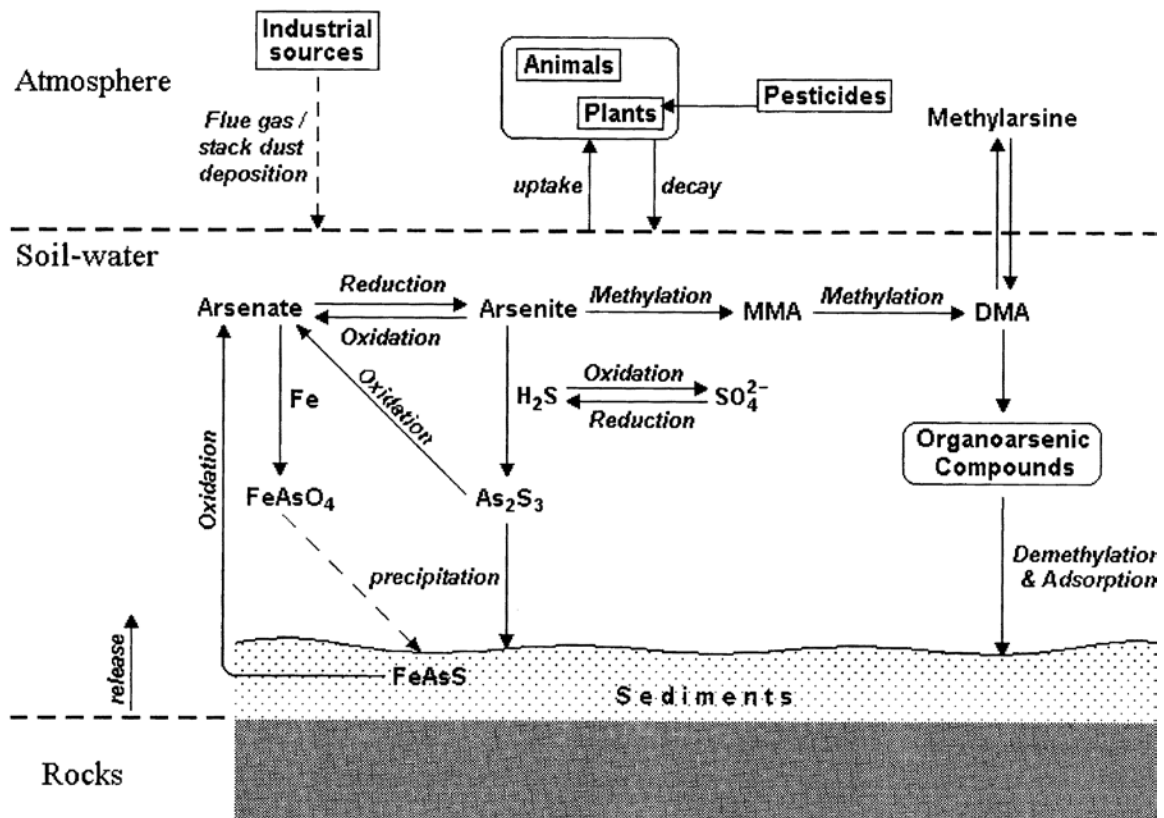 Industrial
sources
Atmosphere
Animals
Plants
Pesticides
Methylarsine
Flue gas /
stack dust
deposition
uptake
decay
Soil-water
Arsenate
Reduction
Oxidation
Arsenite
Methylation
MMA
Methylation
DMA
Fe
Oxidation
H₂S
Oxidation
Reduction
SO₄²⁻
Organoarsenic
Compounds
Oxidation
FeAsO₄
As₂S₃
precipitation
Demethylation
& Adsorption
release
FeAsS
Sediments
Rocks